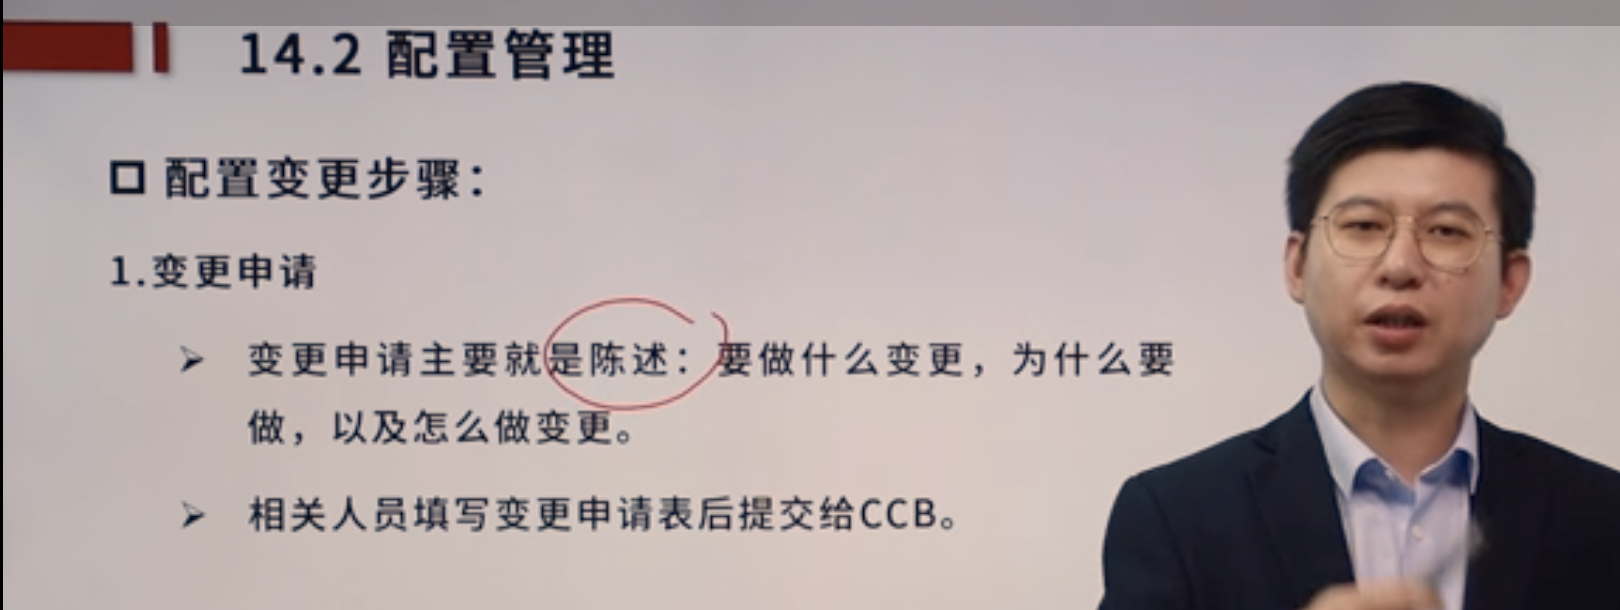 14.2 配置管理
配置变更步骤：
1.变更申请
变更申请主要就是陈述：要做什么变更，为什么要
做，以及怎么做变更。
相关人员填写变更申请表后提交给CCB。